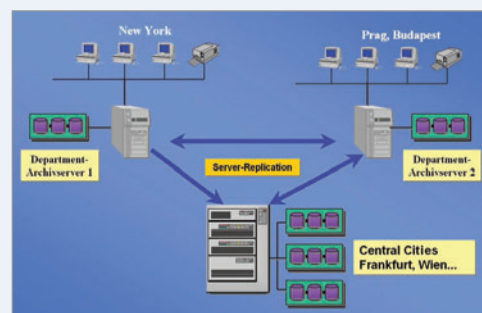 New York
Prag, Budapest
Department-
Archivserver 1
Server-Replication
Department-
Archivserver 2
Central Cities
Frankfurt, Wien...